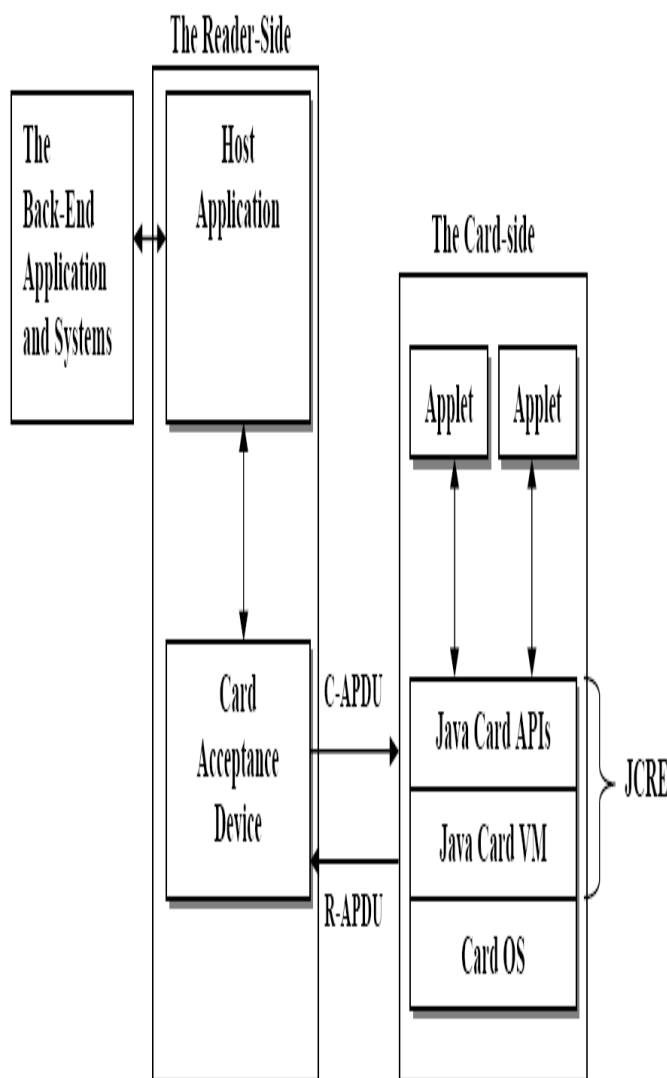 The Reader-Side
The
Back-End
Application
and Systems
Host
Application
The Card-side
Applet
Applet
Card
Acceptance
Device
C-APDU
R-APDU
Java Card APIs
Java Card VM
Card OS
JCRE